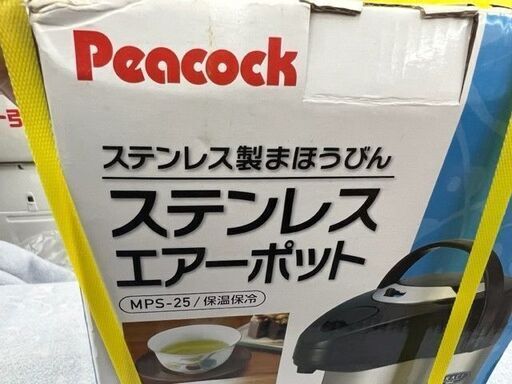 Peacock
ステンレス製まほうびん
ステンレス
エアーポット
MPS-25/保温保冷